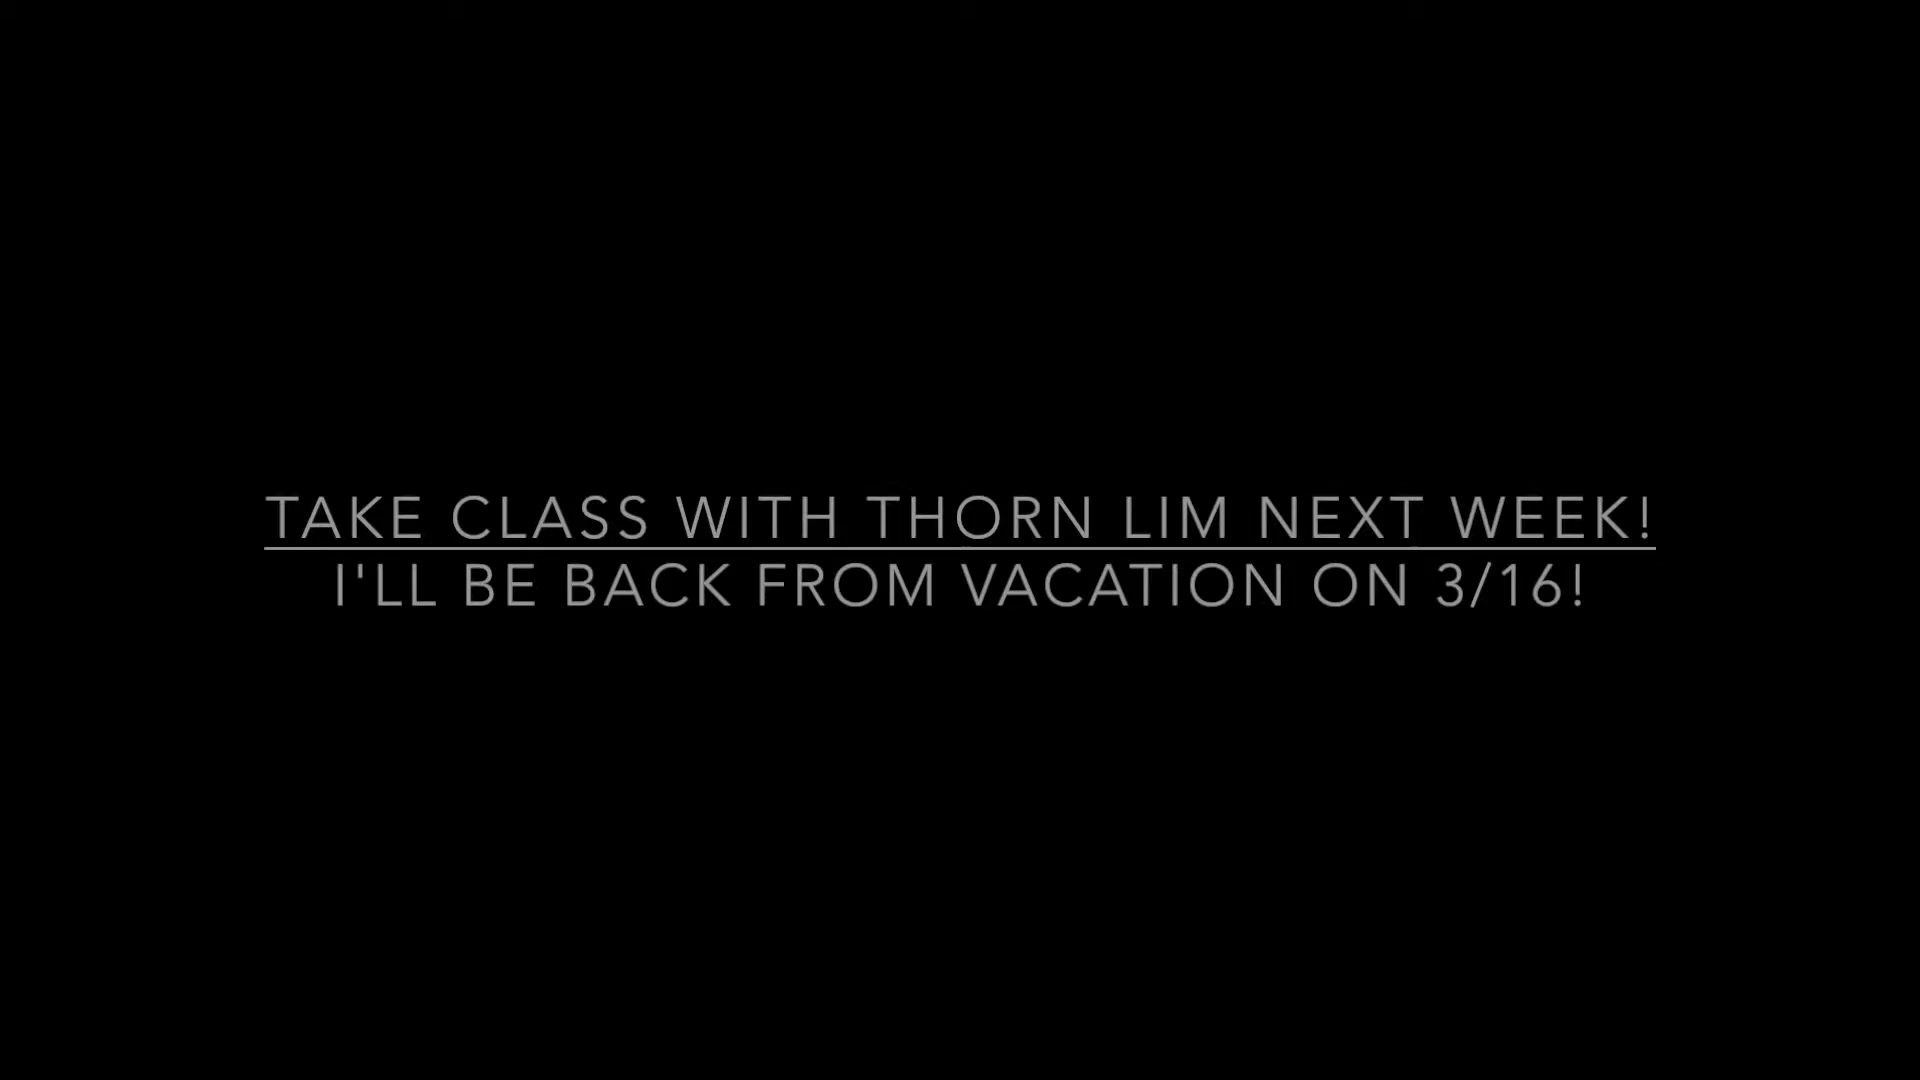 TAKE CLASS WITH THORN LIM NEXT WEEK!
I'LL BE BACK FROM VACATION ON 3/16!